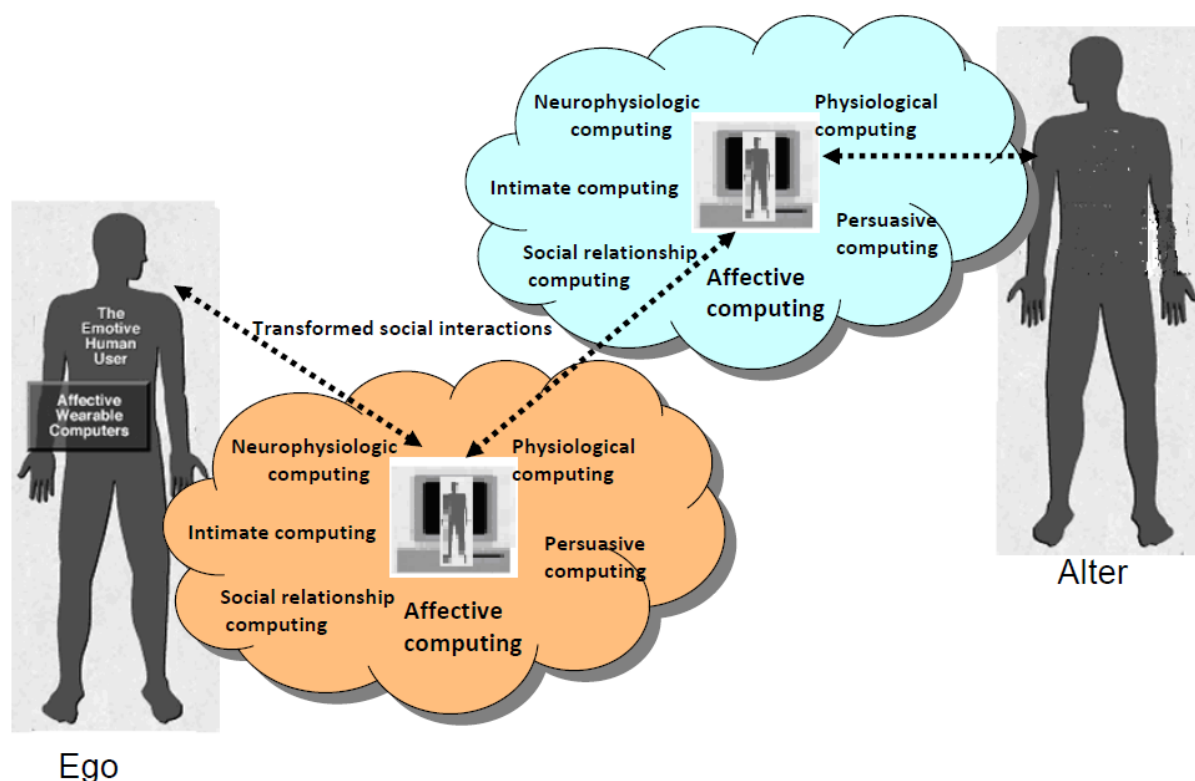 Neurophysiologic
computing
Physiological
computing
Intimate computing
Persuasive
computing
Social relationship
computing
Affective
computing
The
Emotive
Human
User
Affective
Wearable
Computers
Transformed social interactions
Neurophysiologic
computing
Physiological
computing
Intimate computing
Persuasive
computing
Social relationship
computing
Affective
computing
Alter
Ego